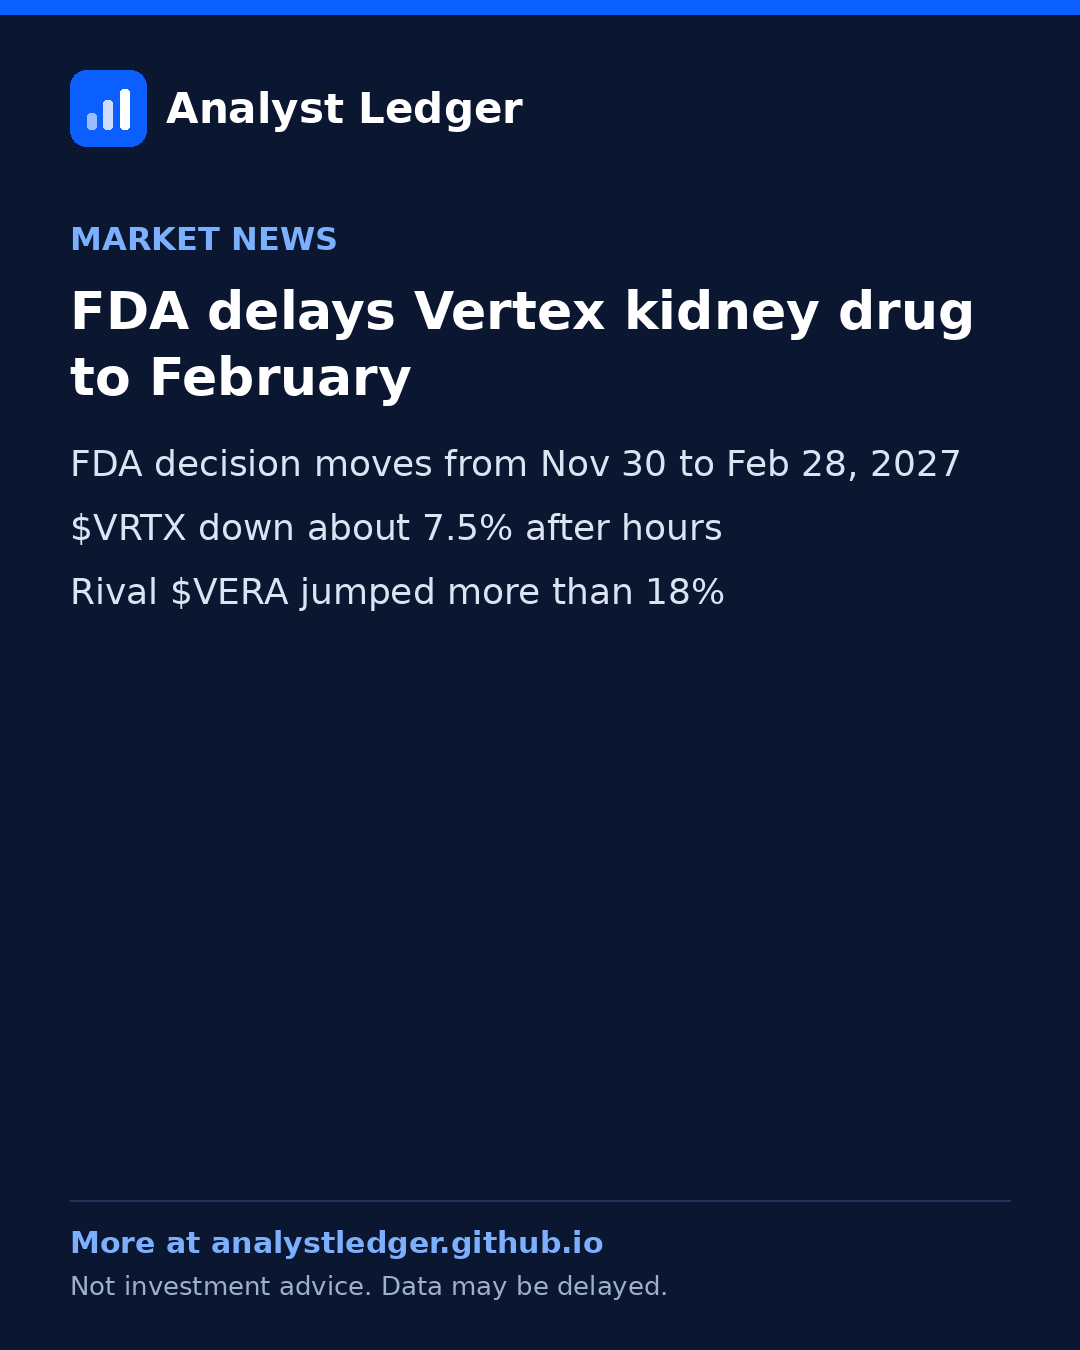 Analyst Ledger
MARKET NEWS
FDA delays Vertex kidney drug
to February
FDA decision moves from Nov 30 to Feb 28, 2027
$VRTX down about 7.5% after hours
Rival $VERA jumped more than 18%
More at analystledger.github.io
Not investment advice. Data may be delayed.